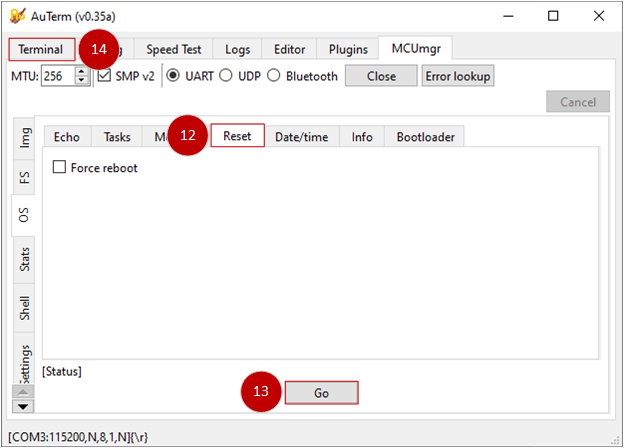 AuTerm (v0.35a)
Terminal 14 g Speed Test Logs Editor Plugins MCUmgr
MTU: 256 SMP v2 UART UDP Bluetooth Close Error lookup
Cancel
Img
FS
OS
Stats
Shell
Settings
Echo Tasks M 12 Reset Date/time Info Bootloader
Force reboot
[Status]
13 Go
[COM3:115200,N,8,1,N]{\r}